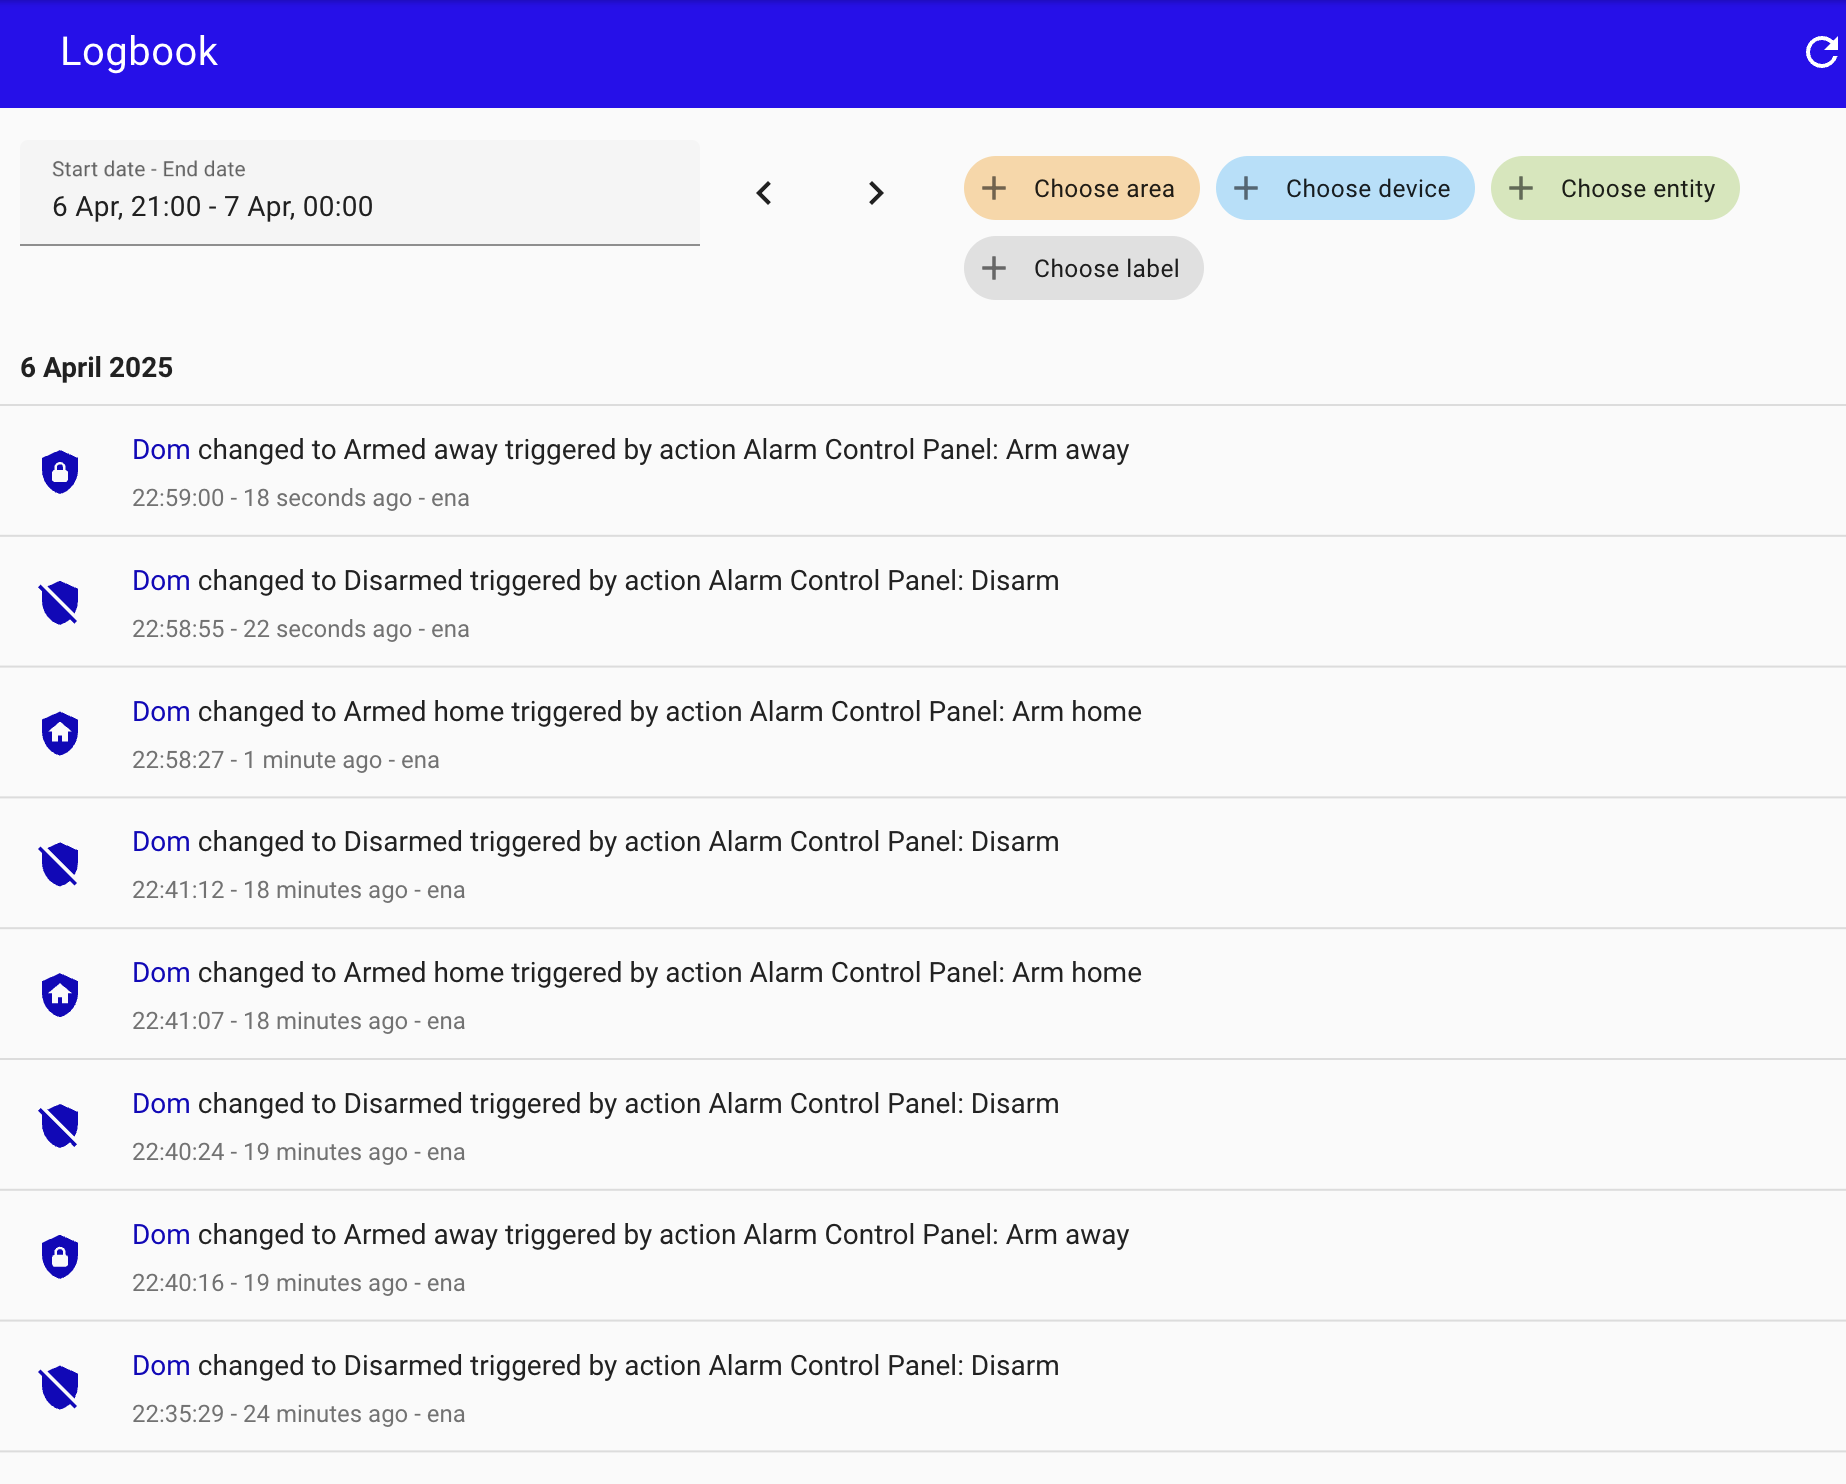 Logbook
Start date - End date
6 Apr, 21:00 - 7 Apr, 00:00
Choose area
Choose device
Choose entity
Choose label
6 April 2025
Dom changed to Armed away triggered by action Alarm Control Panel: Arm away
22:59:00 - 18 seconds ago - ena
Dom changed to Disarmed triggered by action Alarm Control Panel: Disarm
22:58:55 - 22 seconds ago - ena
Dom changed to Armed home triggered by action Alarm Control Panel: Arm home
22:58:27 - 1 minute ago - ena
Dom changed to Disarmed triggered by action Alarm Control Panel: Disarm
22:41:12 - 18 minutes ago - ena
Dom changed to Armed home triggered by action Alarm Control Panel: Arm home
22:41:07 - 18 minutes ago - ena
Dom changed to Disarmed triggered by action Alarm Control Panel: Disarm
22:40:24 - 19 minutes ago - ena
Dom changed to Armed away triggered by action Alarm Control Panel: Arm away
22:40:16 - 19 minutes ago - ena
Dom changed to Disarmed triggered by action Alarm Control Panel: Disarm
22:35:29 - 24 minutes ago - ena